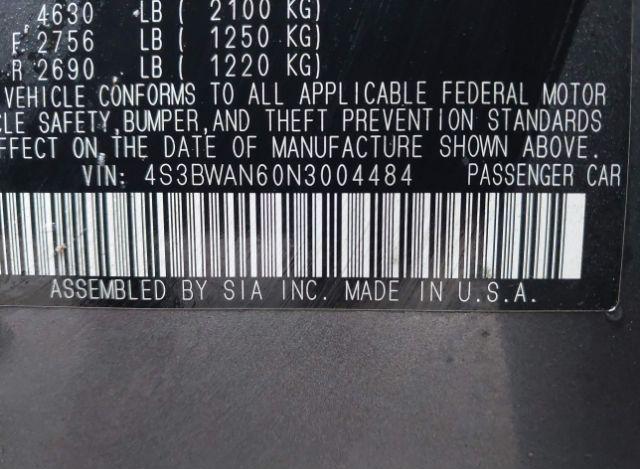 4630 LB ( 2100 KG)
F 2756 LB ( 1250 KG)
R 2690 LB ( 1220 KG)
VEHICLE CONFORMS TO ALL APPLICABLE FEDERAL MOTOR
CLE SAFETY, BUMPER, AND THEFT PREVENTION STANDARDS
EFFECT ON THE DATE OF MANUFACTURE SHOWN ABOVE.
VIN: 4S3BWAN60N3004484 PASSENGER CAR
ASSEMBLED BY SIA INC. MADE IN U.S.A.